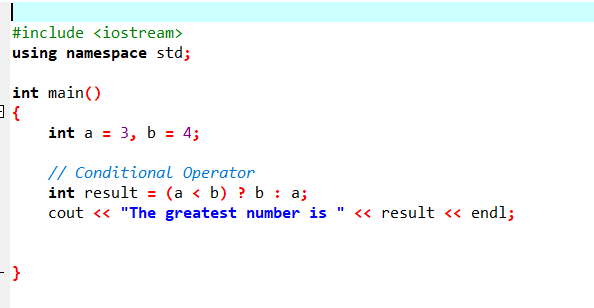 #include <iostream>
using namespace std;
int main()
{
int a = 3, b = 4;
// Conditional Operator
int result = (a < b) ? b : a;
cout << "The greatest number is " << result << endl;
}